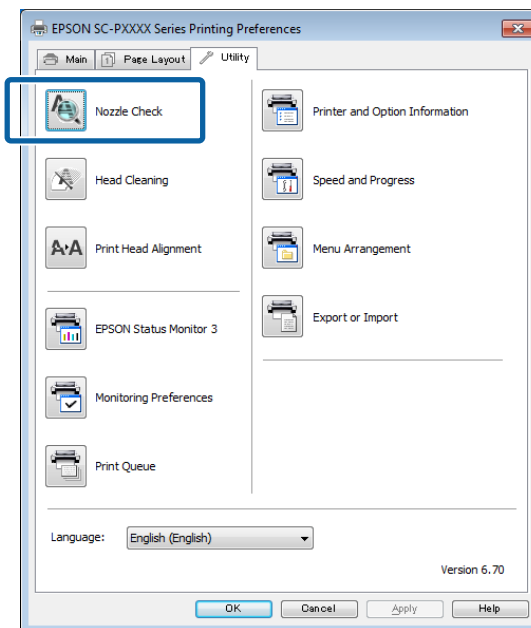 EPSON SC-PXXXX Series Printing Preferences
Main
Page Layout
Utility
Nozzle Check
Printer and Option Information
Head Cleaning
Speed and Progress
A A Print Head Alignment
Menu Arrangement
EPSON Status Monitor 3
Export or Import
Monitoring Preferences
Print Queue
Language: English (English)
Version 6.70
OK Cancel Apply Help